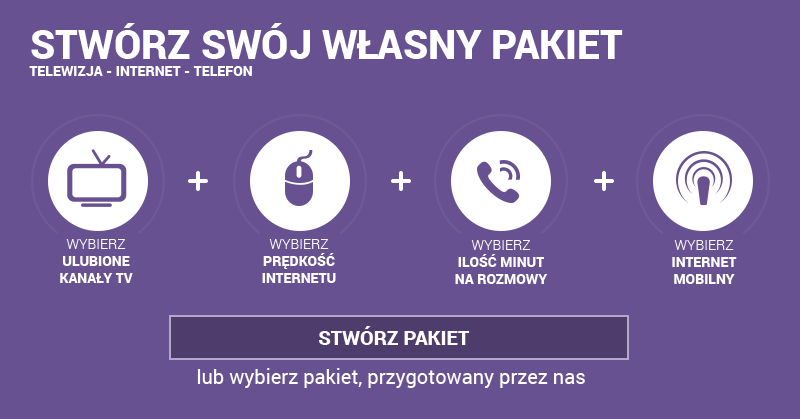 STWÓRZ SWÓJ WŁASNY PAKIET
TELEWIZJA - INTERNET - TELEFON
WYBIERZ
ULUBIONE
KANAŁY TV
WYBIERZ
PRĘDKOŚĆ
INTERNETU
WYBIERZ
ILOŚĆ MINUT
NA ROZMOWY
WYBIERZ
INTERNET
MOBILNY
STWÓRZ PAKIET
lub wybierz pakiet, przygotowany przez nas